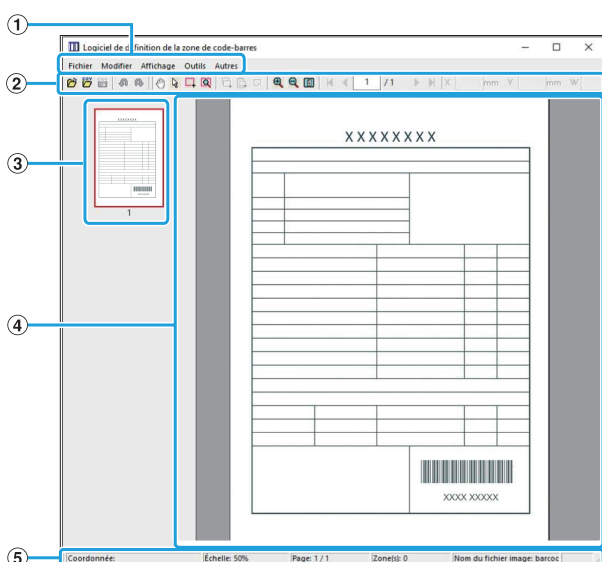 1
Logiciel de définition de la zone de code-barres
Fichier Modifier Affichage Outils Autres
2
1 /1 X mm Y mm W
3
XXXXXXXX
1
XXXXXXXX
4
XXXX XXXXX
5
Coordonnée: Échelle: 50% Page: 1 / 1 Zone(s): 0 Nom du fichier image: barcoc